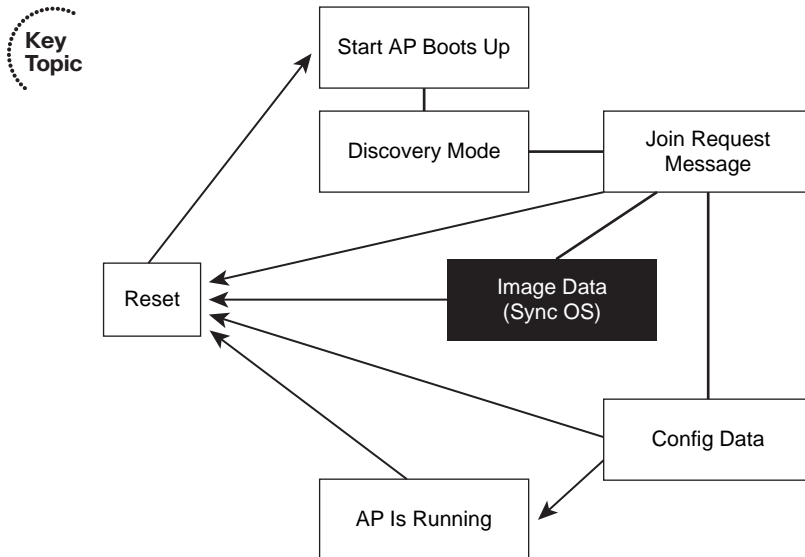 Key
Topic
Start AP Boots Up
Discovery Mode
Join Request
Message
Reset
Image Data
(Sync OS)
Config Data
AP Is Running